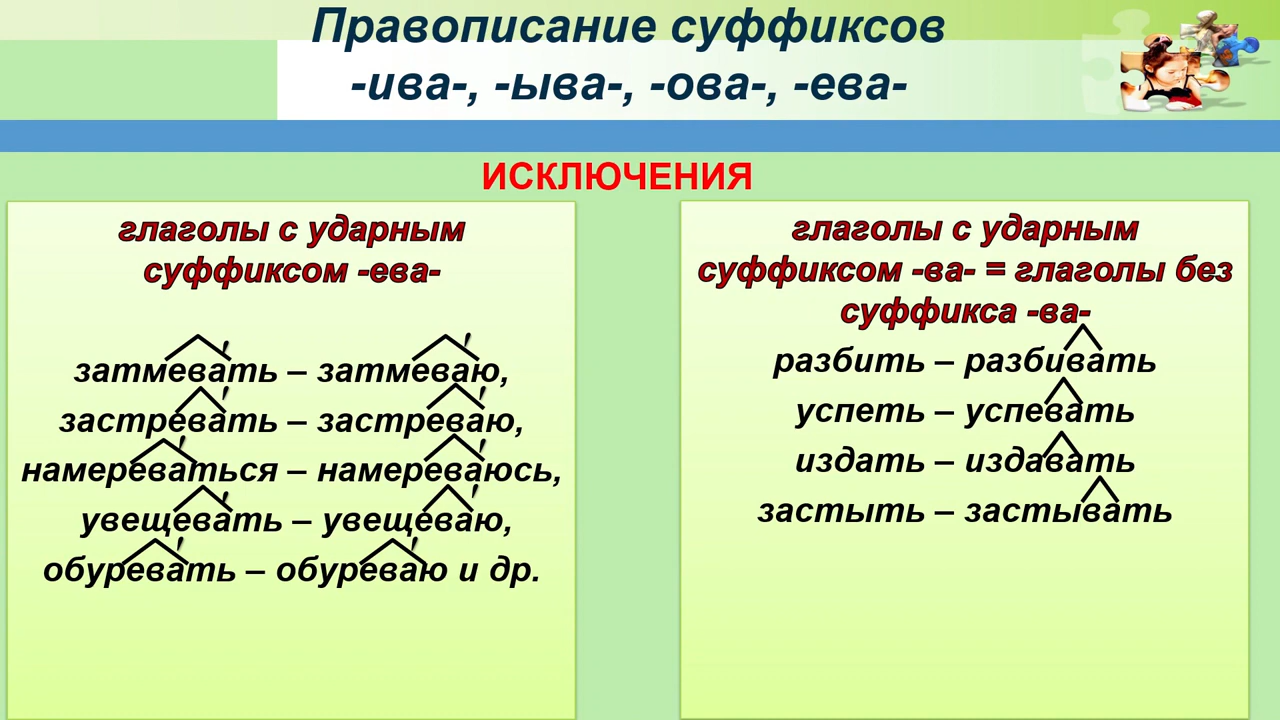 Правописание суффиксов
-ива-, -ыва-, -ова-, -ева-
ИСКЛЮЧЕНИЯ
глаголы с ударным
суффиксом -ева-
затмевать – затмеваю,
застревать – застреваю,
намереваться – намереваюсь,
увещевать – увещеваю,
обуревать – обуреваю и др.
глаголы с ударным
суффиксом -ва- = глаголы без
суффикса -ва-
разбить – разбивать
успеть – успевать
издать – издавать
застыть – застывать